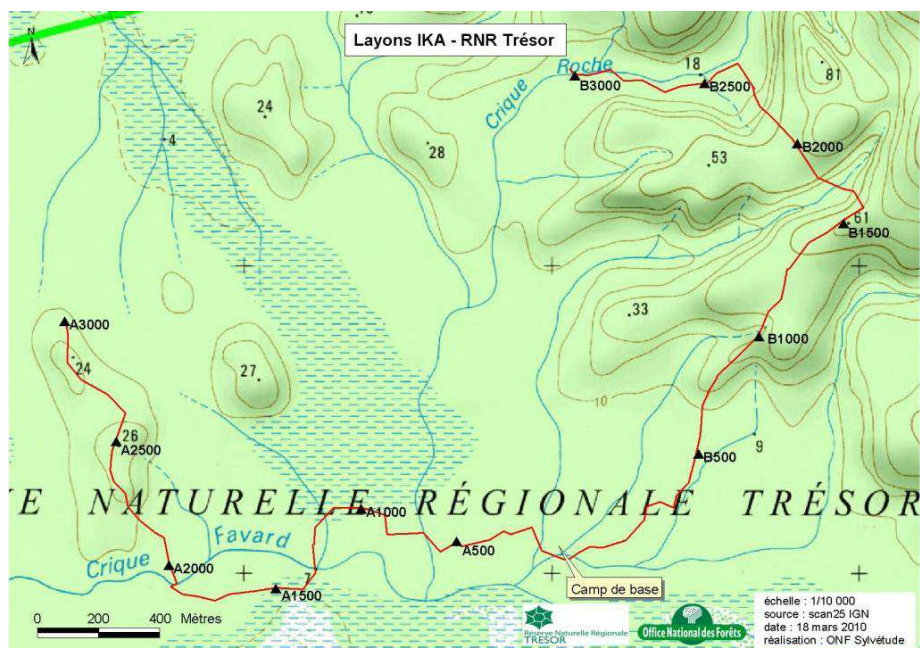 Layons IKA - RNR Trésor
N
18
Roche
Crique
B3000
B2500
81
24
4
28
53
B2000
61
B1500
33
A3000
24
27
B1000
10
26
A2500
9
B500
E NATURELLE RÉGIONALE TRÉSOR
A1000
A500
Favard
Crique
A2000
7
A1500
Camp de base
0 200 400 Mètres
Réserve Naturelle Régionale
TRESOR
Office National des Forêts
échelle : 1/10 000
source : scan25 IGN
date : 18 mars 2010
réalisation : ONF Sylvétude